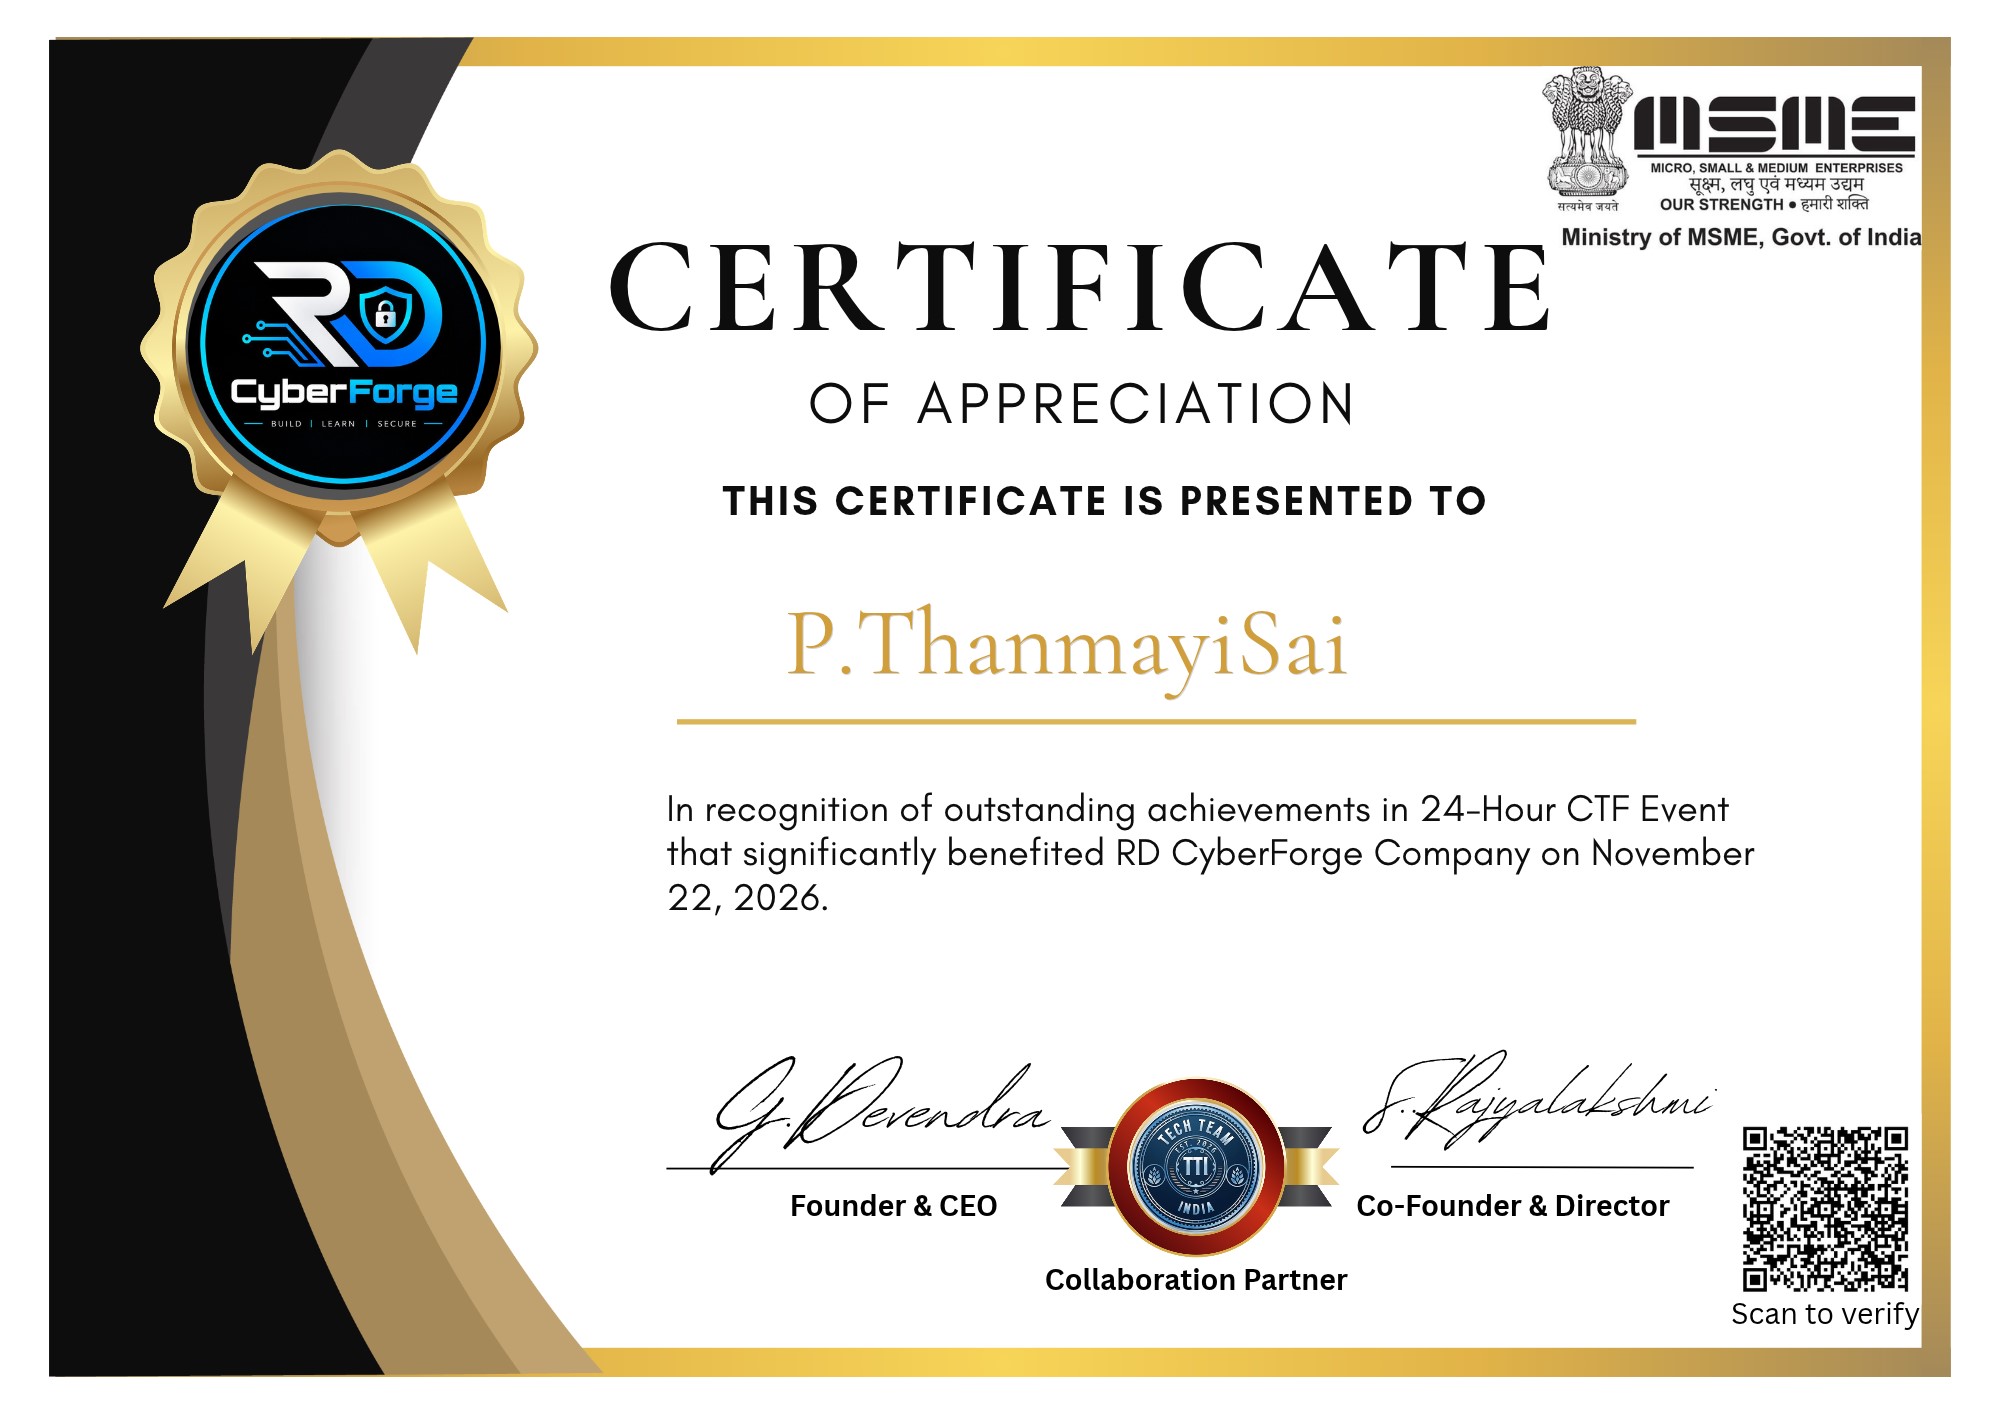 MSME
MICRO, SMALL & MEDIUM ENTERPRISES
सूक्ष्म, लघु एवं मध्यम उद्यम
OUR STRENGTH • हमारी शक्ति
सत्यमेव जयते
Ministry of MSME, Govt. of India
RD
CyberForge
BUILD | LEARN | SECURE
CERTIFICATE
OF APPRECIATION
THIS CERTIFICATE IS PRESENTED TO
P.ThanmayiSai
In recognition of outstanding achievements in 24-Hour CTF Event
that significantly benefited RD CyberForge Company on November
22, 2026.
G.Devendra
Founder & CEO
TECH TEAM
EST. 2026
TTI
INDIA
Collaboration Partner
S.Rajyalakshmi
Co-Founder & Director
Scan to verify